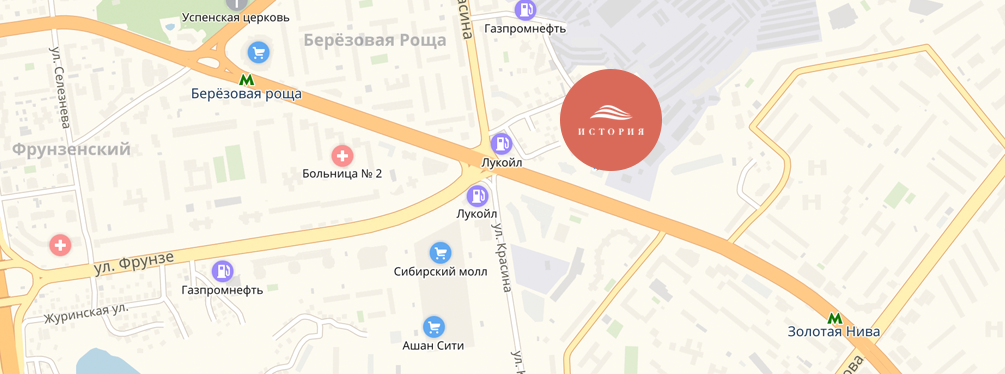 Успенская церковь
Газпромнефть
Берёзовая Роща
ул. Селезнева
М
Берёзовая роща
ИСТОРИЯ
Фрунзенский
Больница № 2
Лукойл
Лукойл
ул. Красина
ул. Фрунзе
Сибирский молл
Газпромнефть
Журинская ул.
М
Золотая Нива
Ашан Сити